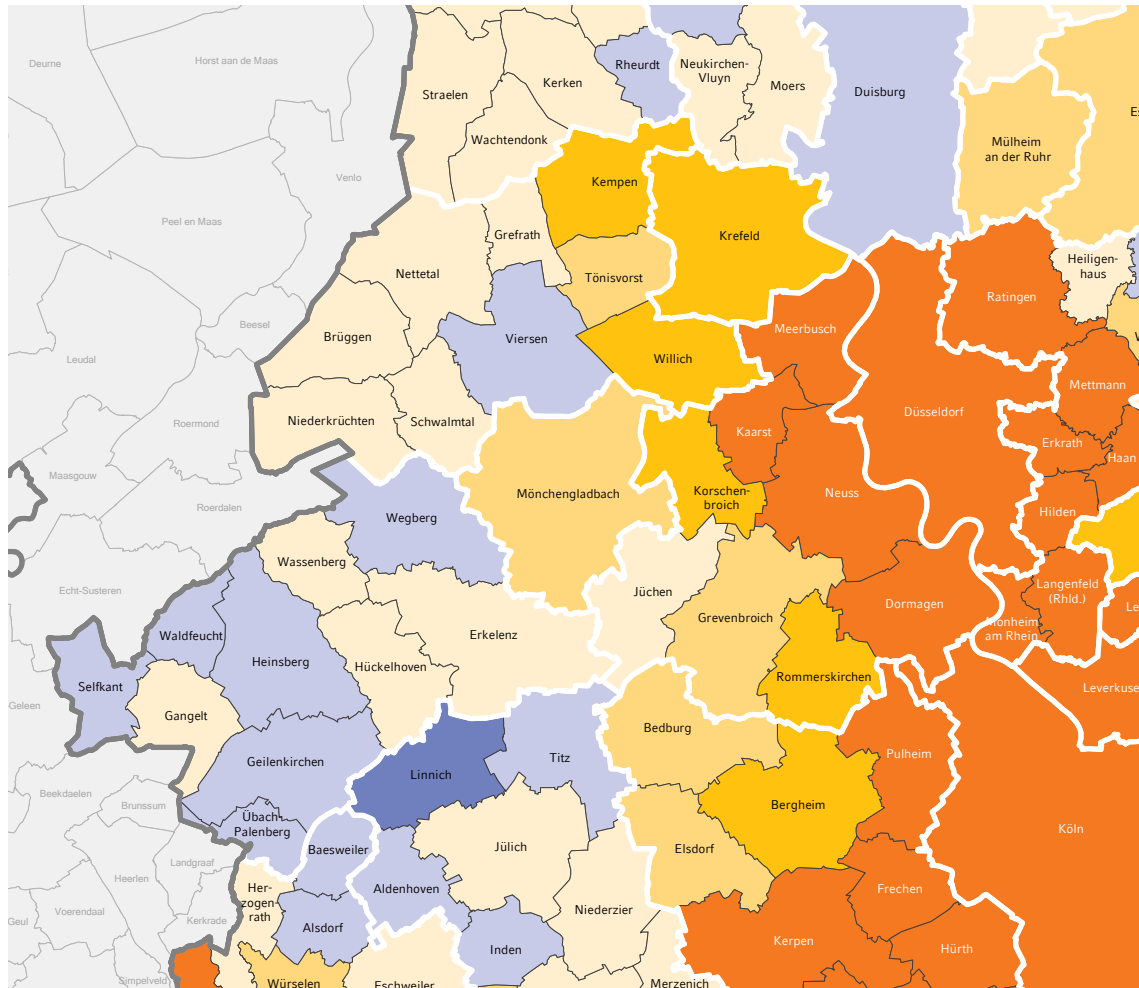 Deurne
Horst aan de Maas
Straelen
Kerken
Rheurdt
Neukirchen-
Vluyn
Moers
Duisburg
Mülheim
an der Ruhr
Wachtendonk
Venlo
Kempen
Peel en Maas
Grefrath
Krefeld
Nettetal
Tönisvorst
Heiligen-
haus
Ratingen
Beesel
Brüggen
Viersen
Meerbusch
Leudal
Willich
Mettmann
Düsseldorf
Roermond
Niederkrüchten
Schwalmtal
Kaarst
Erkrath
Haan
Maasgouw
Mönchengladbach
Korschen-
broich
Neuss
Roerdalen
Wegberg
Hilden
Wassenberg
Echt-Susteren
Jüchen
Langenfeld
(Rhld.)
Dormagen
Le
Grevenbroich
Monheim
am Rhein
Waldfeucht
Erkelenz
Heinsberg
Hückelhoven
Rommerskirchen
Selfkant
Leverkuse
Geleen
Gangelt
Bedburg
Pulheim
Titz
Geilenkirchen
Linnich
Beekdaelen
Brunssum
Bergheim
Übach-
Palenberg
Köln
Baesweiler
Jülich
Elsdorf
Landgraaf
Heerlen
Aldenhoven
Frechen
Her-
zogen-
rath
Voerendaal
Geul
Kerkrade
Niederzier
Alsdorf
Kerpen
Inden
Hürth
Simpelveld
Würselen
Eschweiler
Merzenich